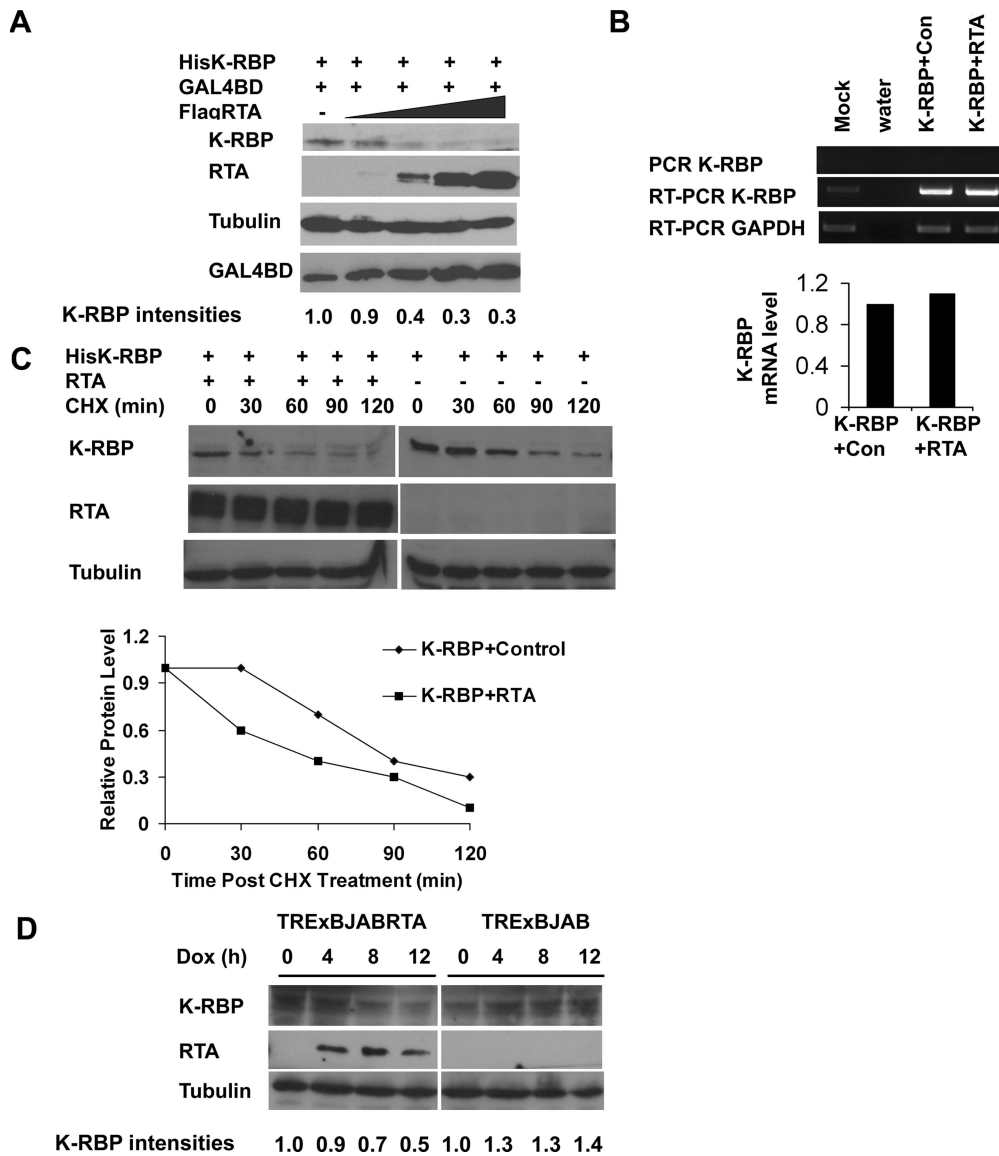 A
HisK-RBP + + + + +
GAL4BD + + + + +
FlagRTA -
K-RBP
RTA
Tubulin
GAL4BD
K-RBP intensities 1.0 0.9 0.4 0.3 0.3
B
Mock water K-RBP+Con K-RBP+RTA
PCR K-RBP
RT-PCR K-RBP
RT-PCR GAPDH
K-RBP
mRNA level
1.2
0.8
0.4
0
K-RBP +Con
K-RBP +RTA
C
HisK-RBP + + + + + + + + + +
RTA + + + + + - - - - -
CHX (min) 0 30 60 90 120 0 30 60 90 120
K-RBP
RTA
Tubulin
Relative Protein Level
1.2
0.9
0.6
0.3
0
K-RBP+Control
K-RBP+RTA
0 30 60 90 120
Time Post CHX Treatment (min)
D
TRExBJABRTA TRExBJAB
Dox (h) 0 4 8 12 0 4 8 12
K-RBP
RTA
Tubulin
K-RBP intensities 1.0 0.9 0.7 0.5 1.0 1.3 1.3 1.4